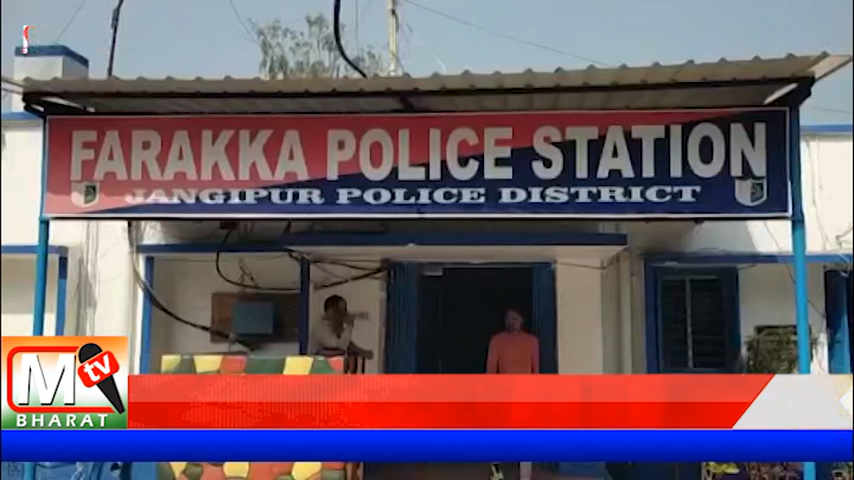 FARAKKA POLICE STATION
JANGIPUR POLICE DISTRICT
M tv
BHARAT